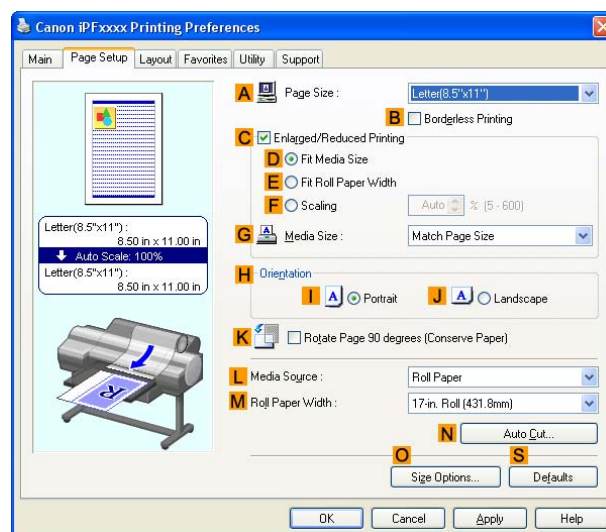 Canon iPFxxxx Printing Preferences
Main Page Setup Layout Favorites Utility Support
A Page Size : Letter(8.5"x11")
B Borderless Printing
C Enlarged/Reduced Printing
D Fit Media Size
E Fit Roll Paper Width
F Scaling Auto % (5 - 600)
G Media Size : Match Page Size
Letter(8.5"x11") :
8.50 in x 11.00 in
Auto Scale: 100%
Letter(8.5"x11") :
8.50 in x 11.00 in
H Orientation
I A Portrait J A Landscape
K Rotate Page 90 degrees (Conserve Paper)
L Media Source : Roll Paper
M Roll Paper Width : 17-in. Roll (431.8mm)
N Auto Cut...
O S
Size Options... Defaults
OK Cancel Apply Help